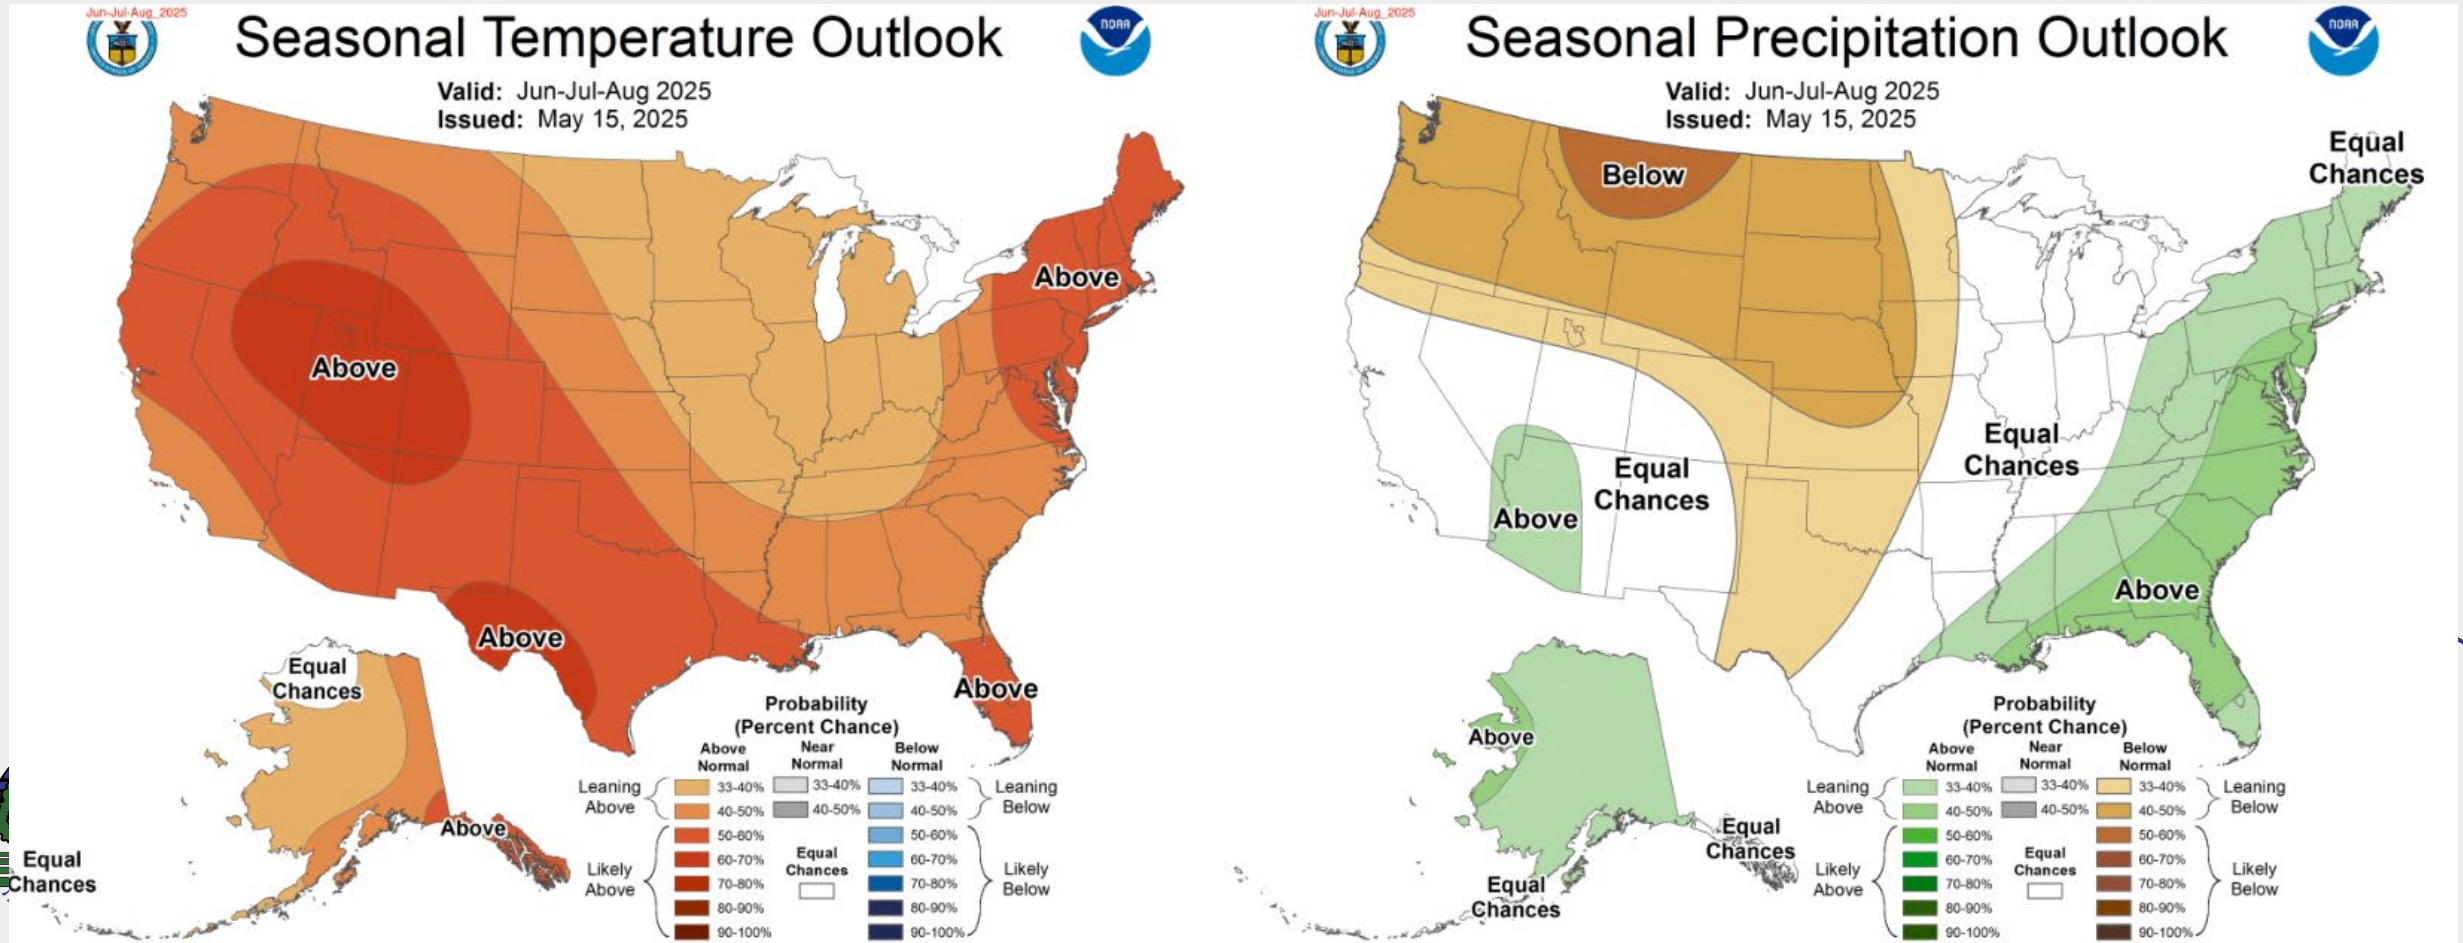 Jun-Jul-Aug_2025
Seasonal Temperature Outlook
NOAA
Valid: Jun-Jul-Aug 2025
Issued: May 15, 2025
Above
Above
Above
Above
Equal
Chances
Above
Equal
Chances
Probability
(Percent Chance)
Above
Normal
Near
Normal
Below
Normal
Leaning
Above
33-40%
33-40%
33-40%
Leaning
Below
40-50%
40-50%
40-50%
Likely
Above
50-60%
50-60%
Likely
Below
60-70%
60-70%
70-80%
70-80%
80-90%
80-90%
90-100%
90-100%
Equal
Chances
Jun-Jul-Aug_2025
Seasonal Precipitation Outlook
NOAA
Valid: Jun-Jul-Aug 2025
Issued: May 15, 2025
Equal
Chances
Below
Equal
Chances
Equal
Chances
Above
Above
Above
Equal
Chances
Equal
Chances
Probability
(Percent Chance)
Above
Normal
Near
Normal
Below
Normal
Leaning
Above
33-40%
33-40%
33-40%
Leaning
Below
40-50%
40-50%
40-50%
Likely
Above
50-60%
50-60%
Likely
Below
60-70%
60-70%
70-80%
70-80%
80-90%
80-90%
90-100%
90-100%
Equal
Chances